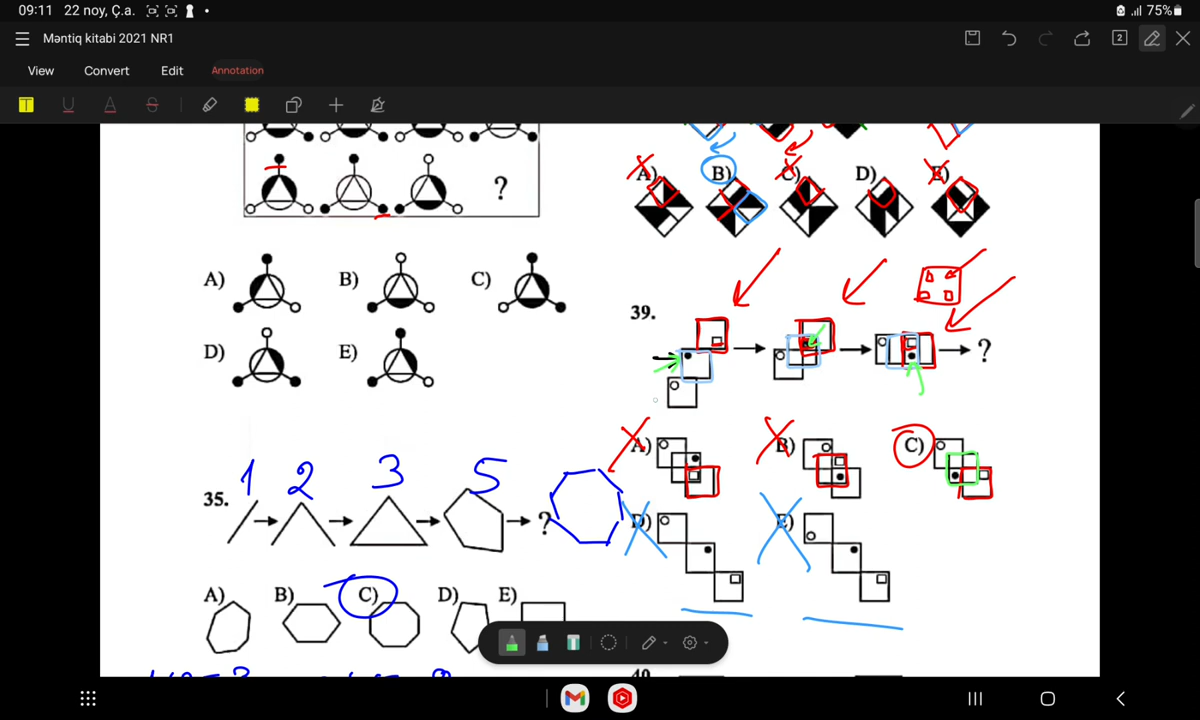 09:11 22 noy, Ç.a.
75%
Məntiq kitabi 2021 NR1
2
View Convert Edit Annotation
T U A S
?
A) B) C)
D) E)
A) B) C) D) E)
39.
?
A) B) C)
D) E)
1 2 3 5
35.
?
A) B) C) D) E)
40